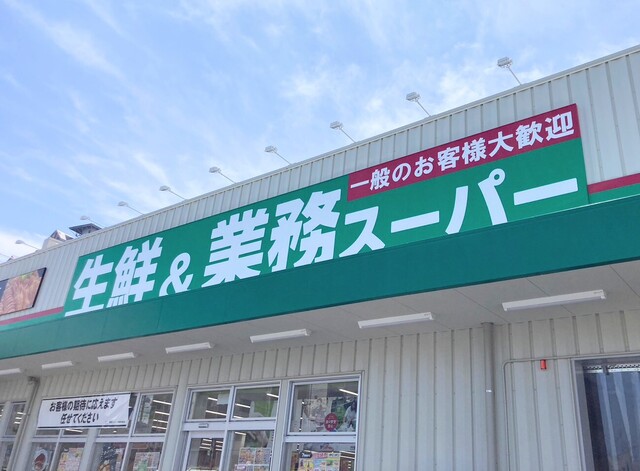 一般のお客様大歓迎
生鮮&業務スーパー
お客様の期待に応えます
任せてください